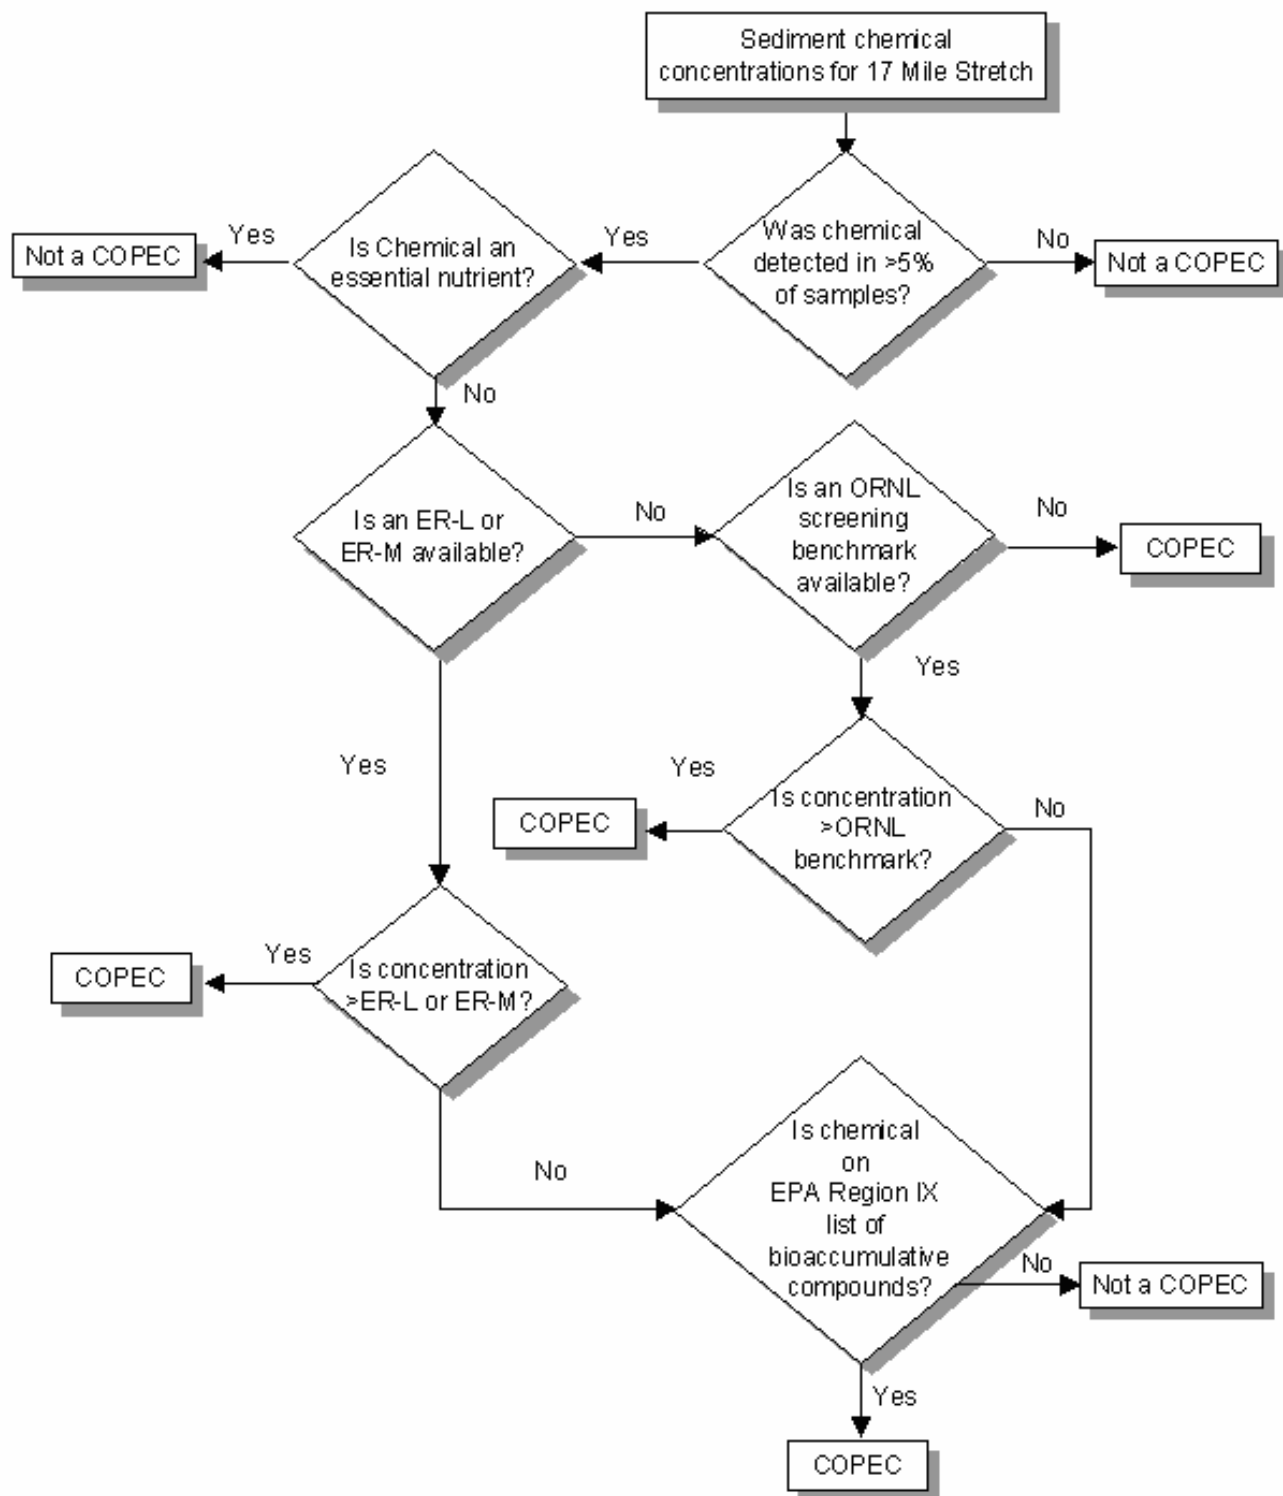 Sediment chemical
concentrations for 17 Mile Stretch
Was chemical
detected in >5%
of samples?
No
Not a COPEC
Yes
Is Chemical an
essential nutrient?
Yes
Not a COPEC
No
Is an ER-L or
ER-M available?
No
Is an ORNL
screening
benchmark
available?
No
COPEC
Yes
Yes
Is concentration
>ORNL
benchmark?
Yes
COPEC
No
Is concentration
>ER-L or ER-M?
Yes
COPEC
No
Is chemical
on
EPA Region IX
list of
bioaccumulative
compounds?
No
Not a COPEC
Yes
COPEC